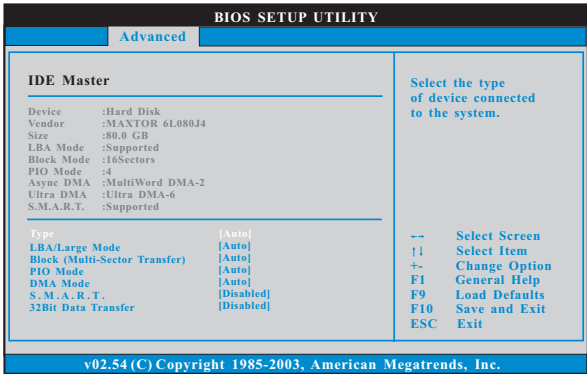 BIOS SETUP UTILITY
Advanced
IDE Master
Device :Hard Disk
Vendor :MAXTOR 6L080J4
Size :80.0 GB
LBA Mode :Supported
Block Mode :16Sectors
PIO Mode :4
Async DMA :MultiWord DMA-2
Ultra DMA :Ultra DMA-6
S.M.A.R.T. :Supported
Type [Auto]
LBA/Large Mode [Auto]
Block (Multi-Sector Transfer) [Auto]
PIO Mode [Auto]
DMA Mode [Auto]
S.M.A.R.T. [Disabled]
32Bit Data Transfer [Disabled]
Select the type
of device connected
to the system.
←→ Select Screen
↑↓ Select Item
+- Change Option
F1 General Help
F9 Load Defaults
F10 Save and Exit
ESC Exit
v02.54 (C) Copyright 1985-2003, American Megatrends, Inc.